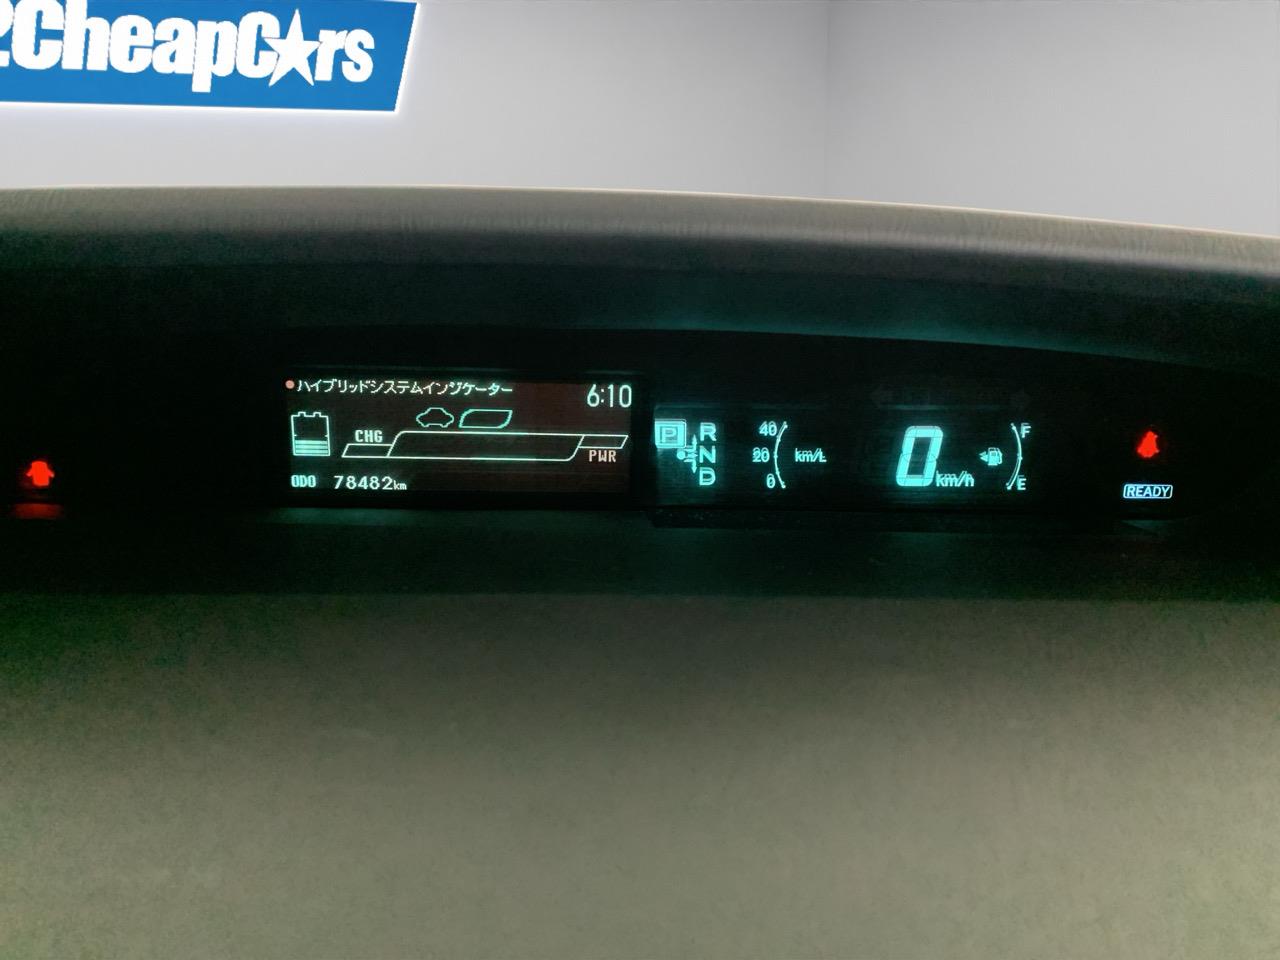 2CheapCars
ハイブリッドシステムインジケーター 6:10
CHG
PWR
ODO 78482km
P R N D
40 20 0 km/L
0 km/h
F
E
READY